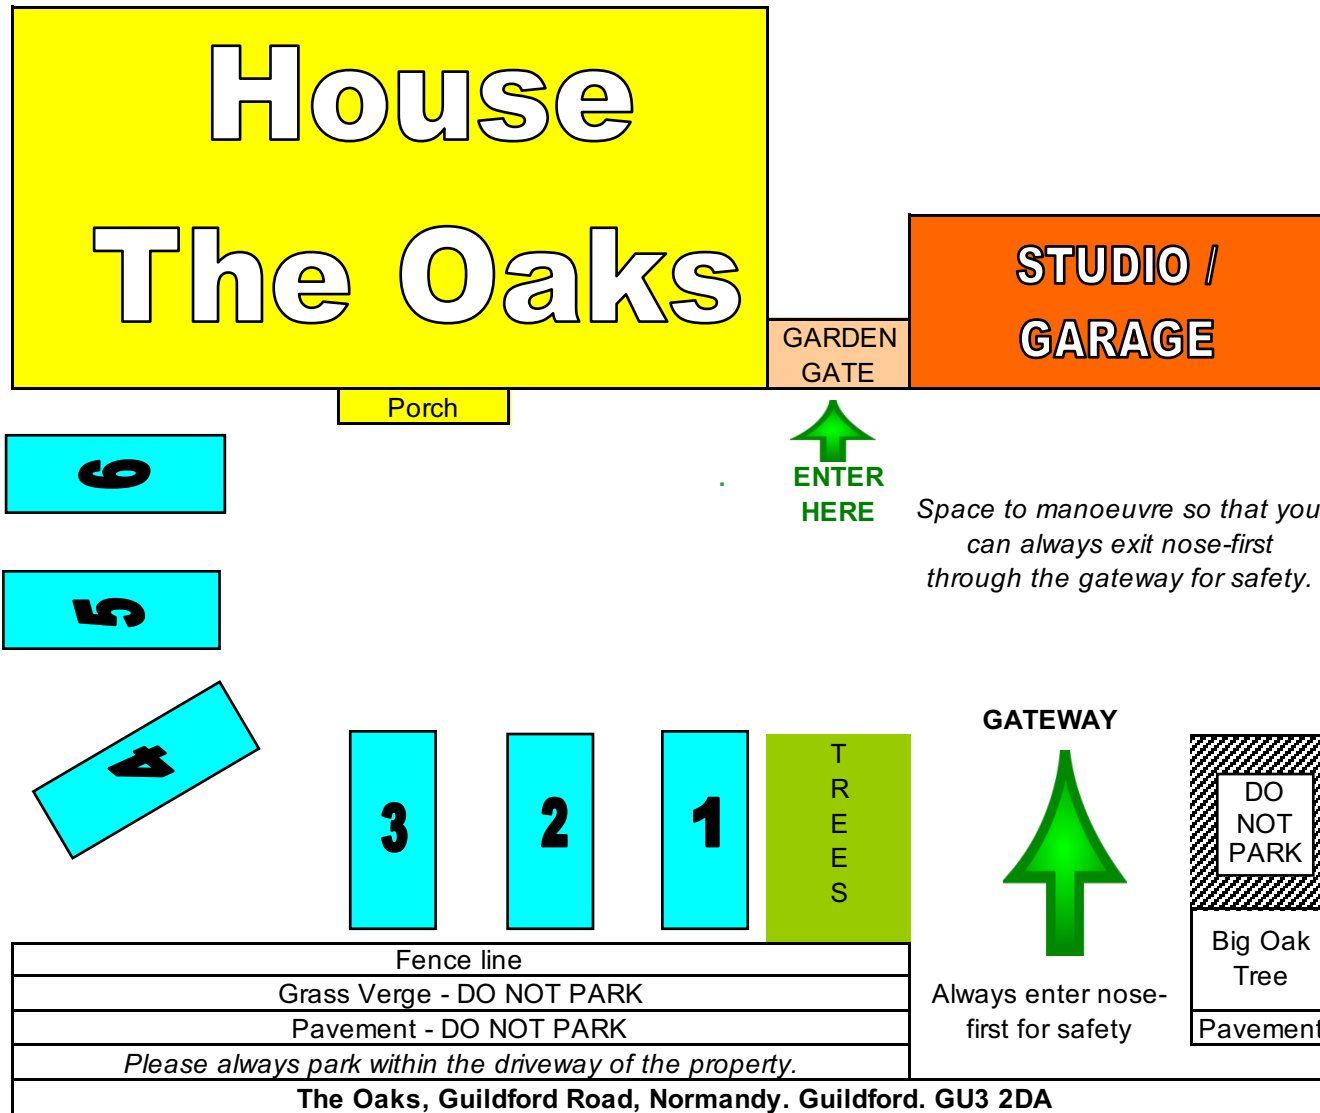 House
The Oaks
STUDIO /
GARAGE
GARDEN
GATE
Porch
ENTER
HERE
6
Space to manoeuvre so that you
can always exit nose-first
through the gateway for safety.
5
4
3
2
1
T
R
E
E
S
GATEWAY
DO
NOT
PARK
Big Oak
Tree
Pavement
Always enter nose-
first for safety
Fence line
Grass Verge - DO NOT PARK
Pavement - DO NOT PARK
Please always park within the driveway of the property.
The Oaks, Guildford Road, Normandy. Guildford. GU3 2DA